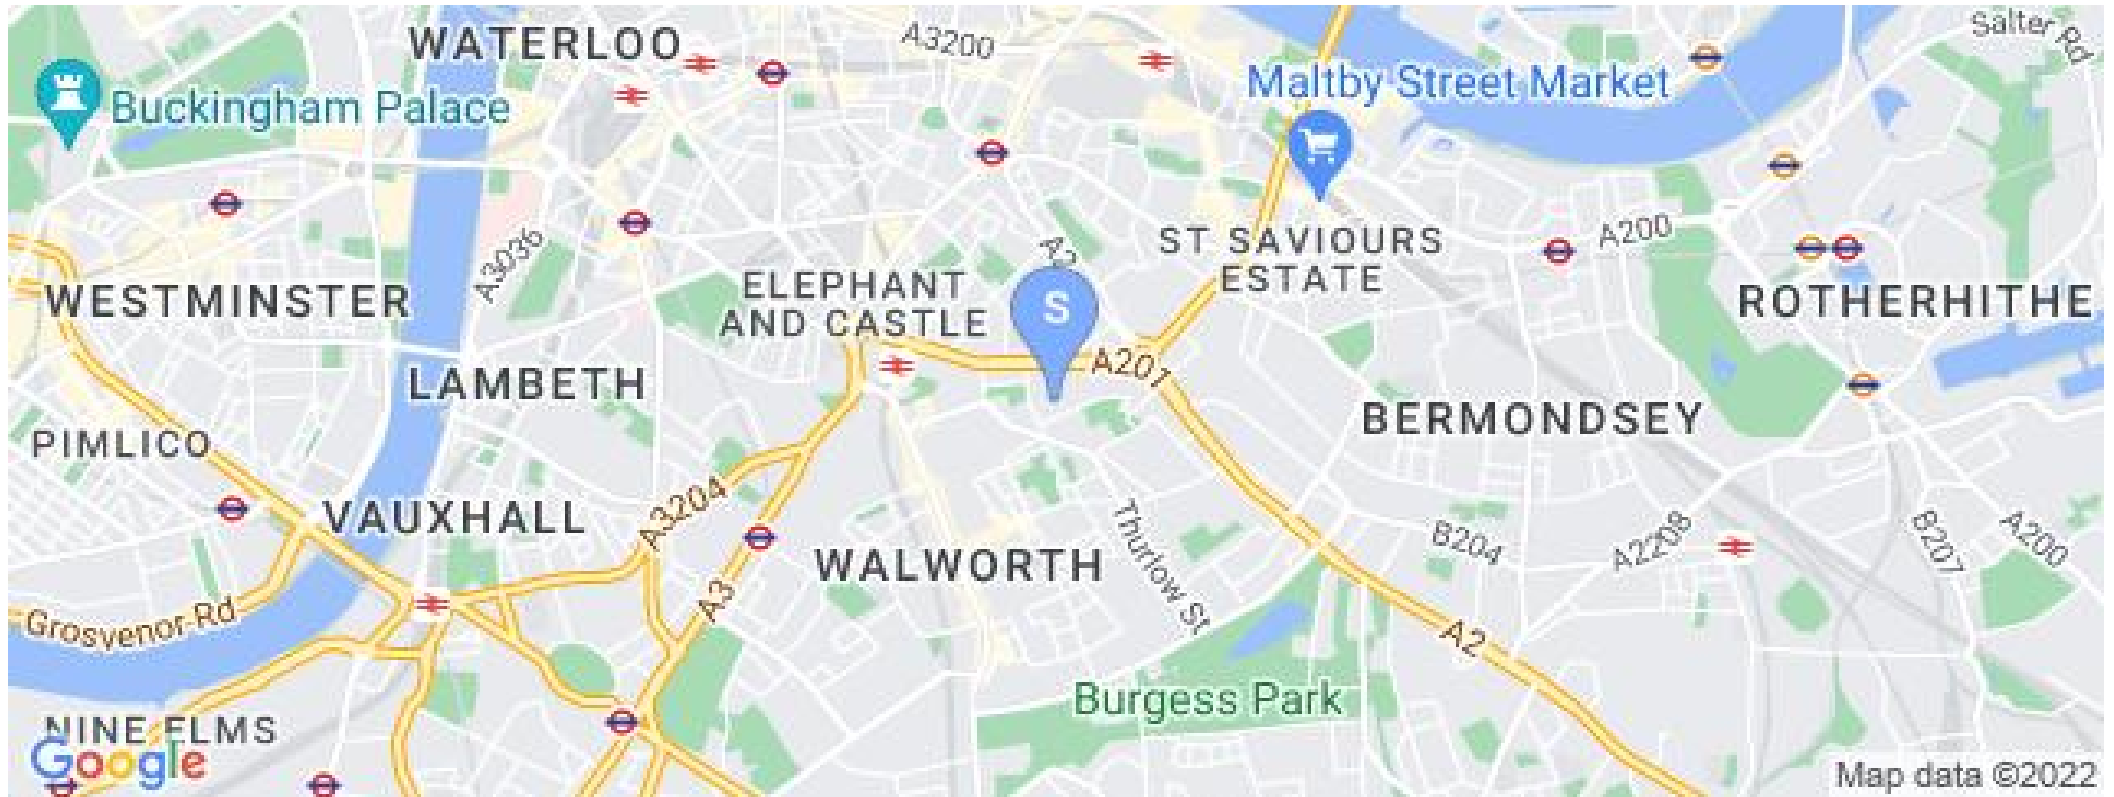 WATERLOO
A3200
Salter Rd
Maltby Street Market
Buckingham Palace
A3036
A200
ST SAVIOURS
ESTATE
ELEPHANT
AND CASTLE
S
WESTMINSTER
ROTHERHITHE
A201
LAMBETH
BERMONDSEY
PIMLICO
A3204
VAUXHALL
Thurlow St
B204
A2208
B207
A200
WALWORTH
A3
Grosvenor Rd
A2
Burgess Park
NINE ELMS
Google
Map data ©2022